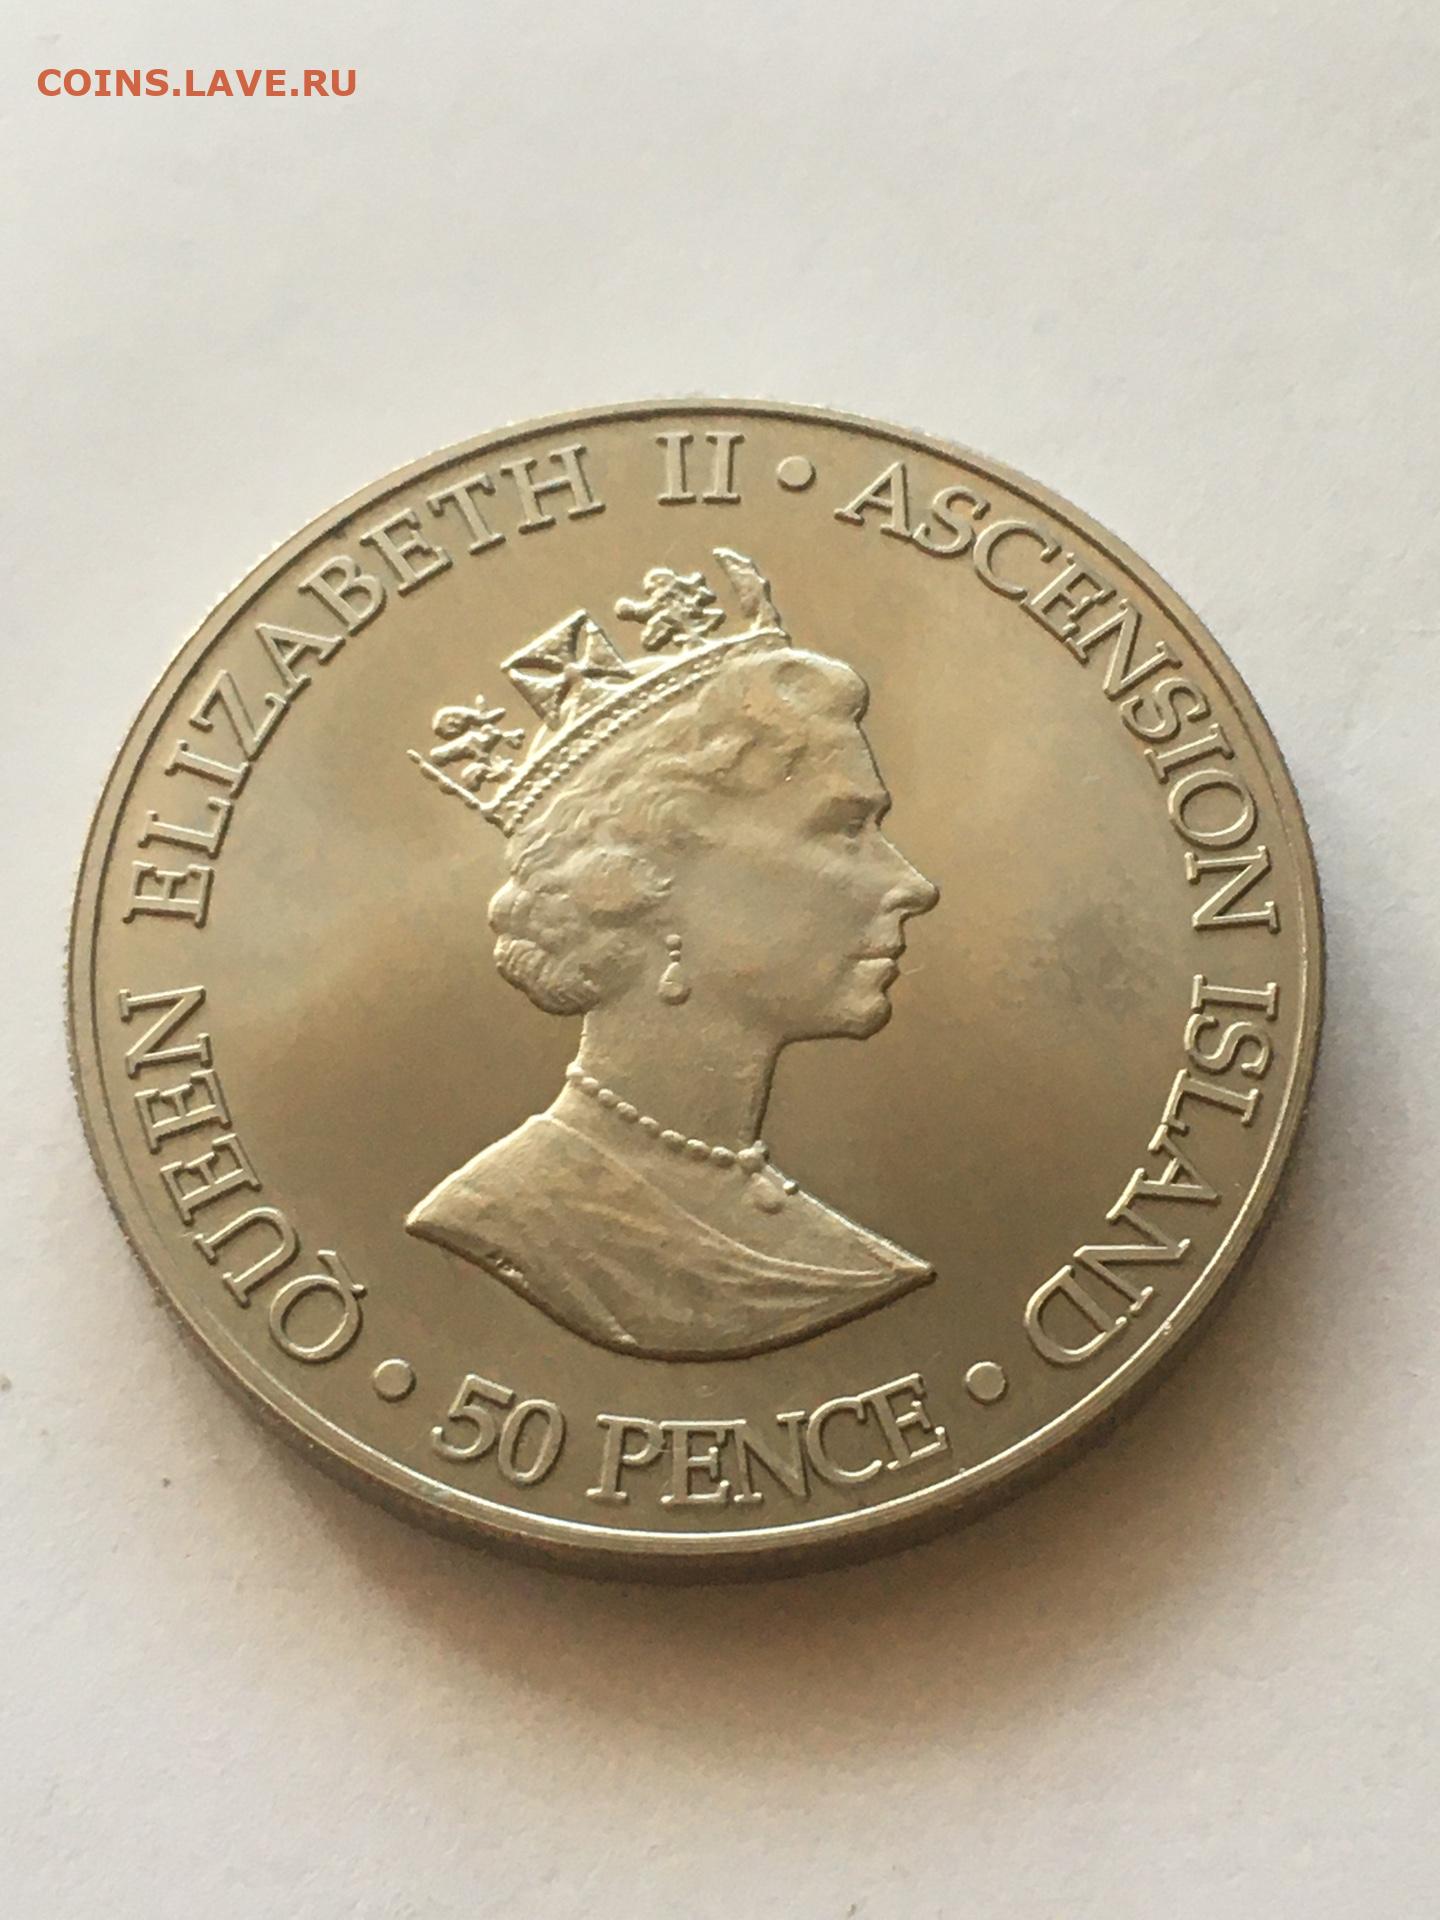 COINS.LAVE.RU
QUEEN ELIZABETH II • ASCENSION ISLAND
• 50 PENCE •